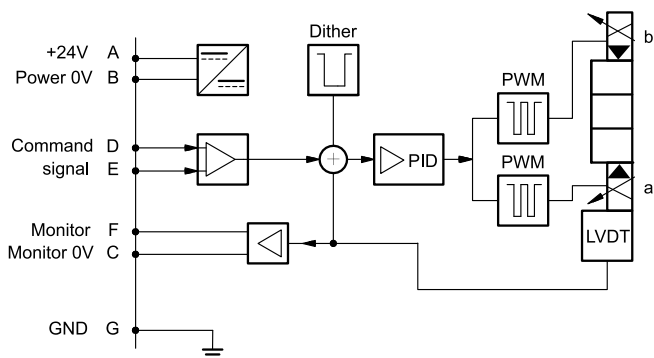 Dither
+24V A
Power 0V B
b
PWM
Command D
signal E
PID
PWM
a
Monitor F
Monitor 0V C
LVDT
GND G